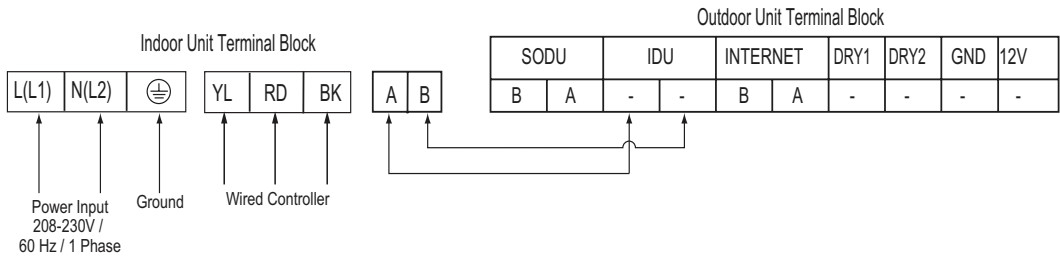 Outdoor Unit Terminal Block
Indoor Unit Terminal Block
SODU IDU INTERNET DRY1 DRY2 GND 12V
B A - - B A - - - -
L(L1) N(L2) YL RD BK A B
Power Input Ground Wired Controller
208-230V /
60 Hz / 1 Phase